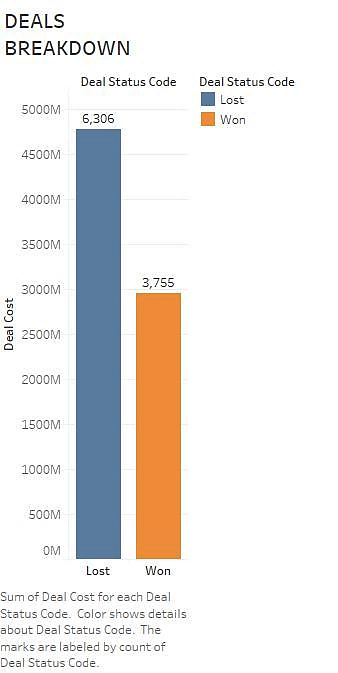 DEALS
BREAKDOWN
Deal Status Code
Deal Status Code
Lost
Won
5000M
4500M
4000M
3500M
3000M
2500M
2000M
1500M
1000M
500M
0M
Deal Cost
6,306
3,755
Lost
Won
Sum of Deal Cost for each Deal
Status Code. Color shows details
about Deal Status Code. The
marks are labeled by count of
Deal Status Code.